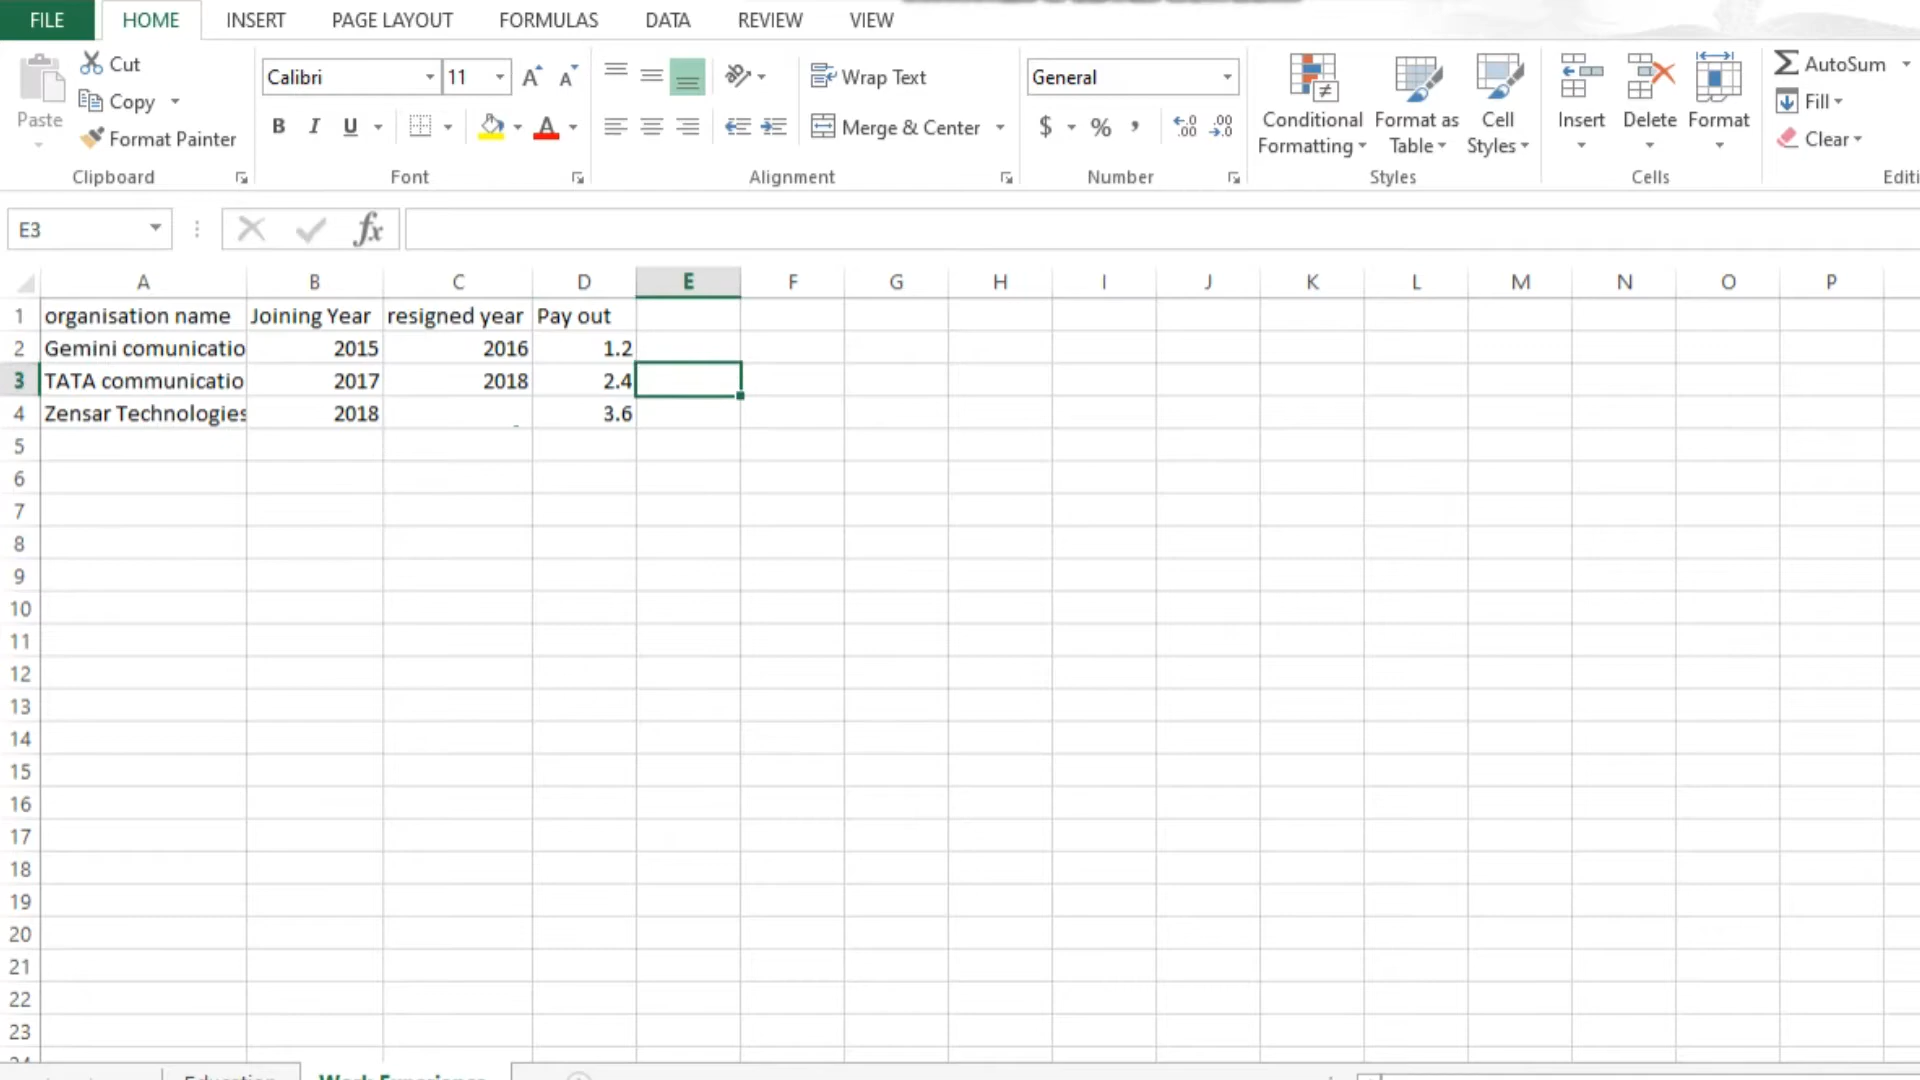 FILE HOME INSERT PAGE LAYOUT FORMULAS DATA REVIEW VIEW
Cut
Copy
Format Painter
Paste
Clipboard
Calibri 11
B I U A
Font
Wrap Text
Merge & Center
Alignment
General
$ % ,
Number
Conditional Formatting
Format as Table
Cell Styles
Styles
Insert Delete Format
Cells
AutoSum
Fill
Clear
Editi
E3 fx
A B C D E F G H I J K L M N O P
1 organisation name Joining Year resigned year Pay out
2 Gemini comunicatio 2015 2016 1.2
3 TATA communicatio 2017 2018 2.4
4 Zensar Technologies 2018 - 3.6
5
6
7
8
9
10
11
12
13
14
15
16
17
18
19
20
21
22
23
24
Education Work Experience